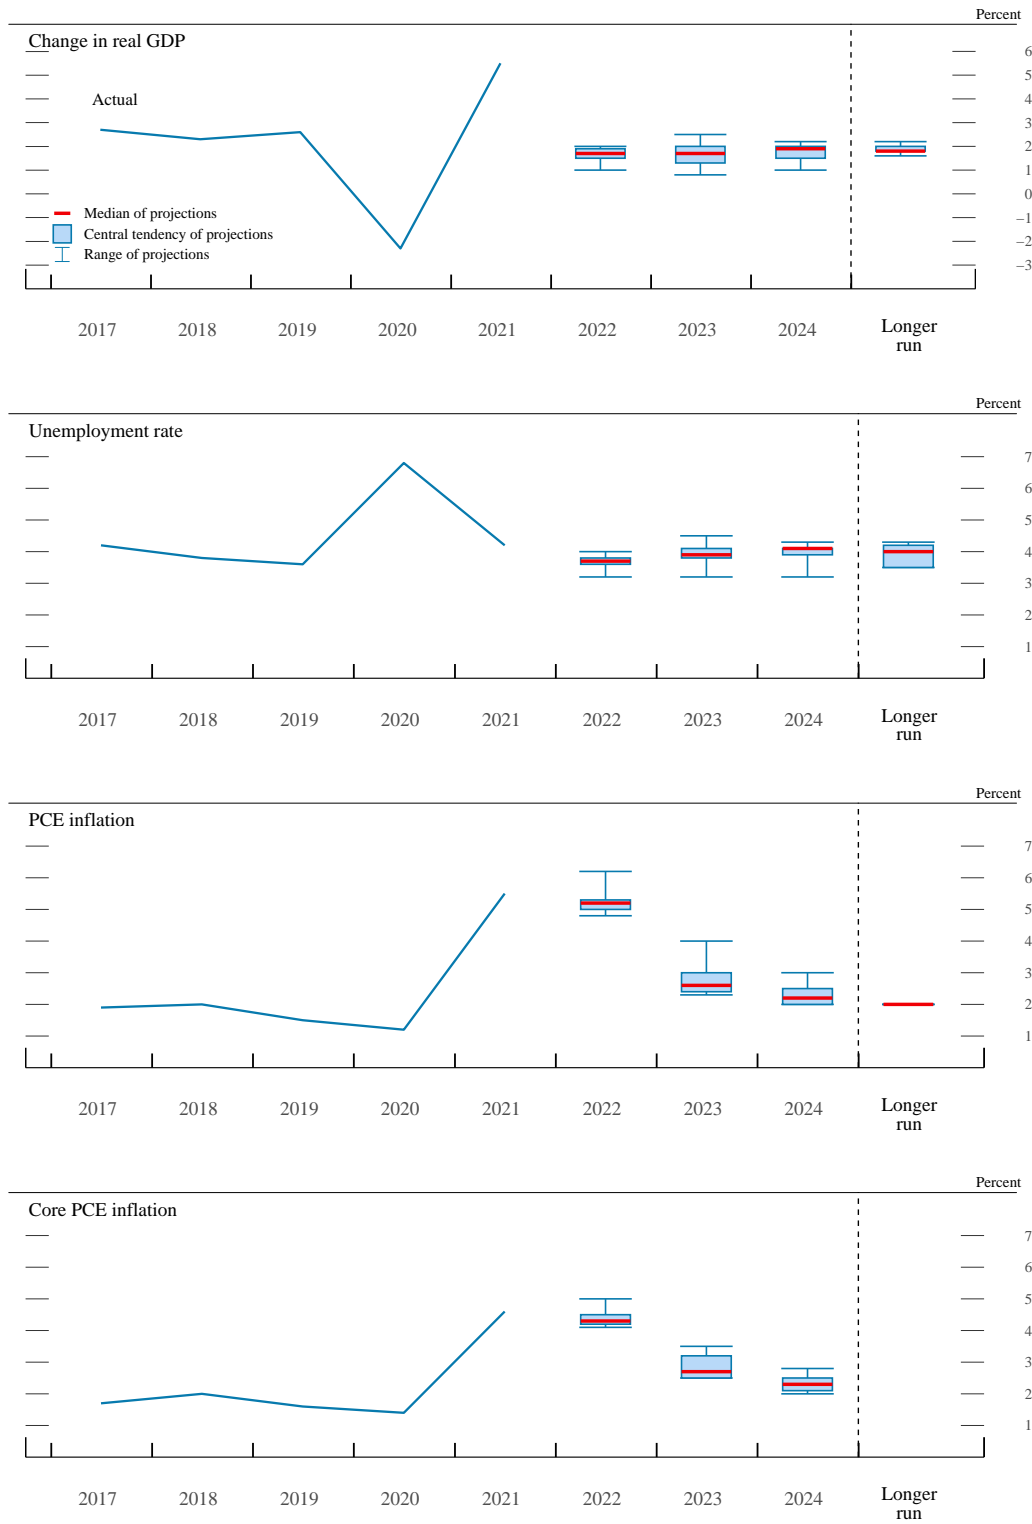 Percent
Change in real GDP
6
5
Actual
4
3
2
1
0
−1
Median of projections
Central tendency of projections
−2
Range of projections
−3
2017 2018 2019 2020 2021 2022 2023 2024 Longer
run
Percent
Unemployment rate
7
6
5
4
3
2
1
2017 2018 2019 2020 2021 2022 2023 2024 Longer
run
Percent
PCE inflation
7
6
5
4
3
2
1
2017 2018 2019 2020 2021 2022 2023 2024 Longer
run
Percent
Core PCE inflation
7
6
5
4
3
2
1
2017 2018 2019 2020 2021 2022 2023 2024 Longer
run